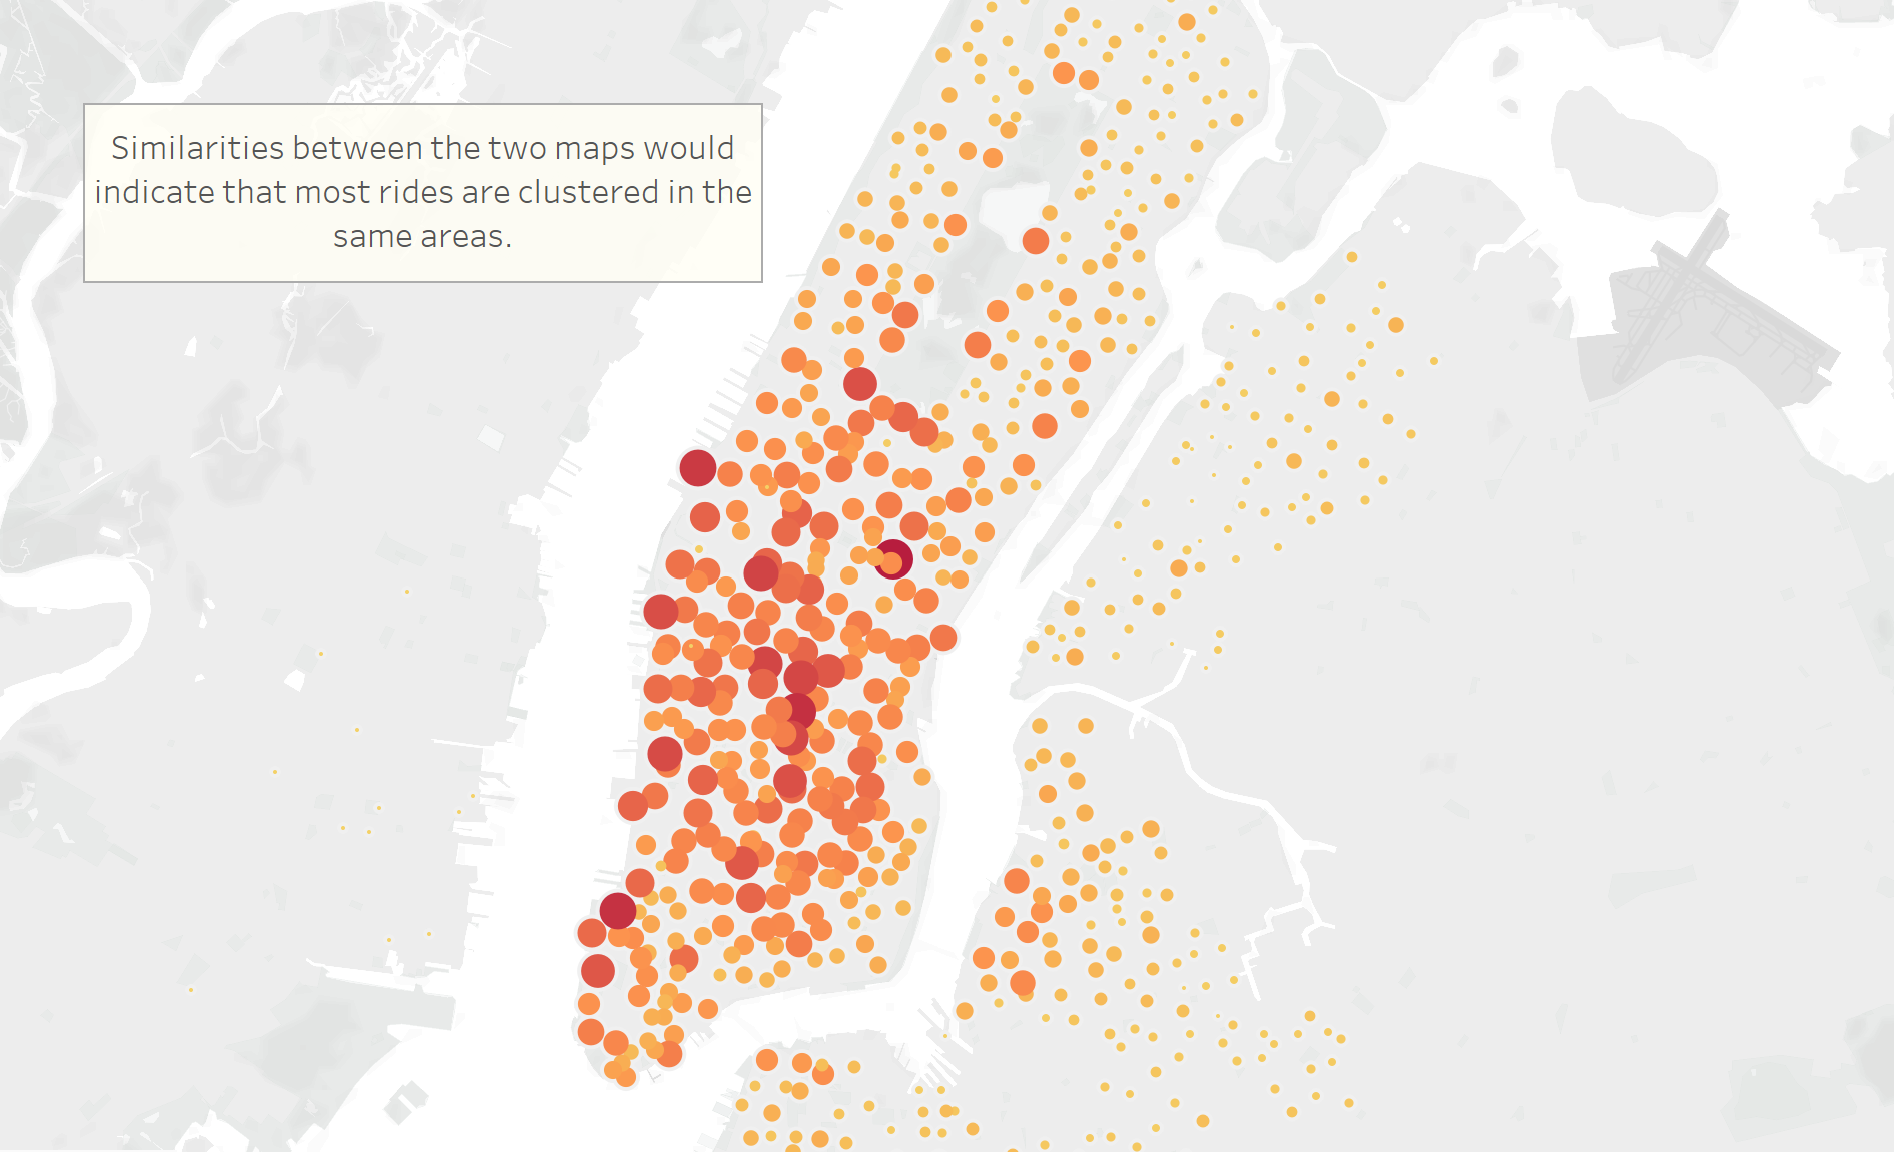 Similarities between the two maps would
indicate that most rides are clustered in the
same areas.